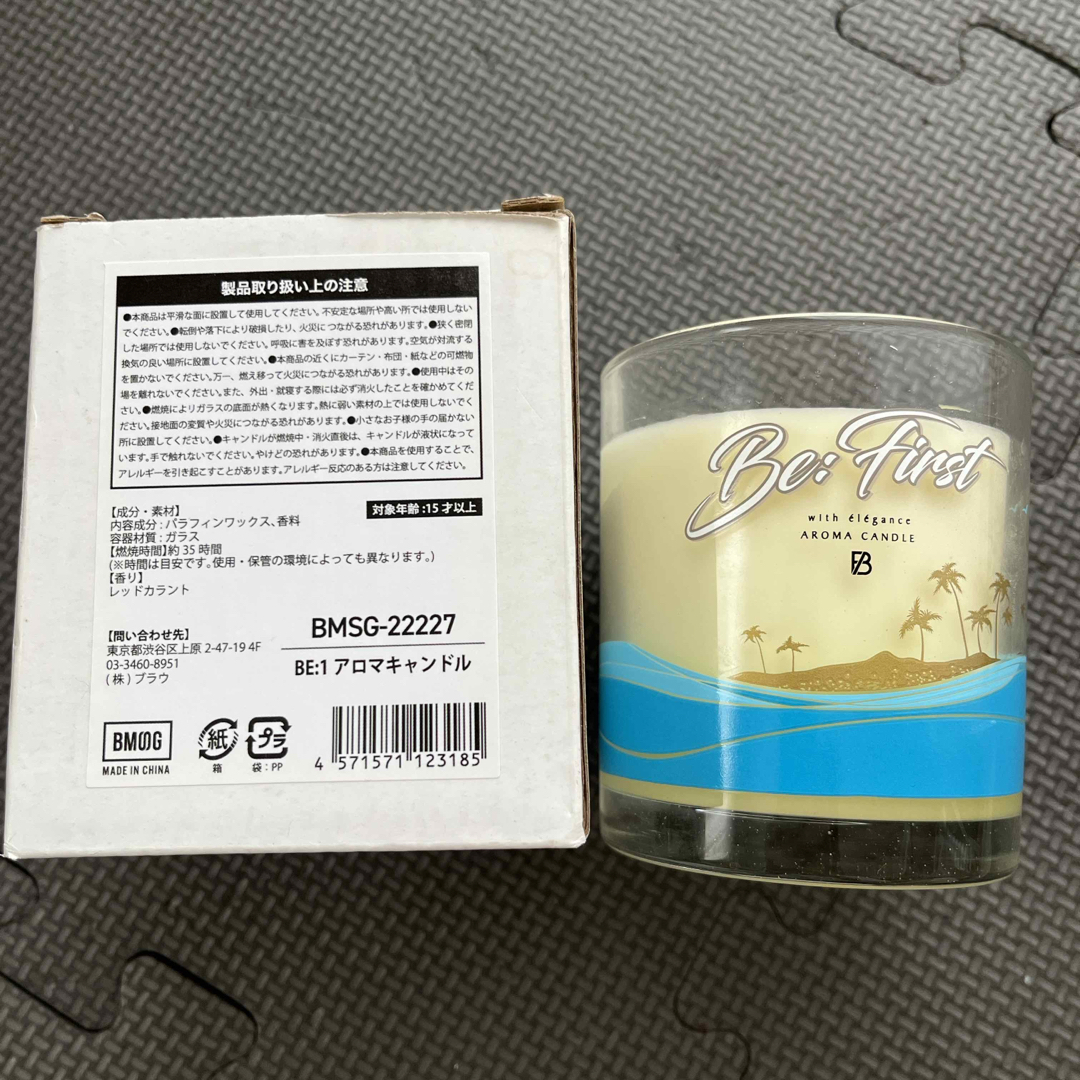 製品取り扱い上の注意
●本商品は平滑な面に設置して使用してください。不安定な場所や高い所では使用しない
でください。●転倒や落下により破損したり、火災に つながる恐れがあります。●狭く密閉
した場所では使用しないでください。呼吸に害を及ぼす恐れがあります。空気が対流する
換気の良い場所に設置してください。●本商品の近くにカーテン・布団・紙などの可燃物
を置かないでください。万一、燃え移って火災につながる恐れがあります。●使用中はその
場を離れないでください。また、外出・就寝する際には必ず消火したことを確かめてくだ
さい。●燃焼によりガラスの底面が熱くなります。熱に弱い素材の上では使用しないでく
ださい。接地面の変質や火災につながる恐れがあります。●小さなお子様の手の届かない
所に設置してください。●キャンドルが燃焼中・消火直後は、キャンドルが液状になってい
ます。手で触れないでください。やけどの恐れがあります。●本商品を使用することで、
アレルギーを引き起こすことがあります。アレルギー反応のある方は注意してください。
【成分・素材】
対象年齢:15才以上
内容成分:パラフィンワックス、香料
容器材質:ガラス
【燃焼時間】約35時間
(※時間は目安です。使用・保管の環境によっても異なります。)
【香り】
レッドカラント
【問い合わせ先】
東京都渋谷区上原 2-47-19 4F
03-3460-8951
(株)ブラウ
BMSG-22227
BE:1 アロマキャンドル
BMSG
MADE IN CHINA
紙
箱
プラ
袋:PP
4 571571 123185
Be:First
with élégance
AROMA CANDLE
FB